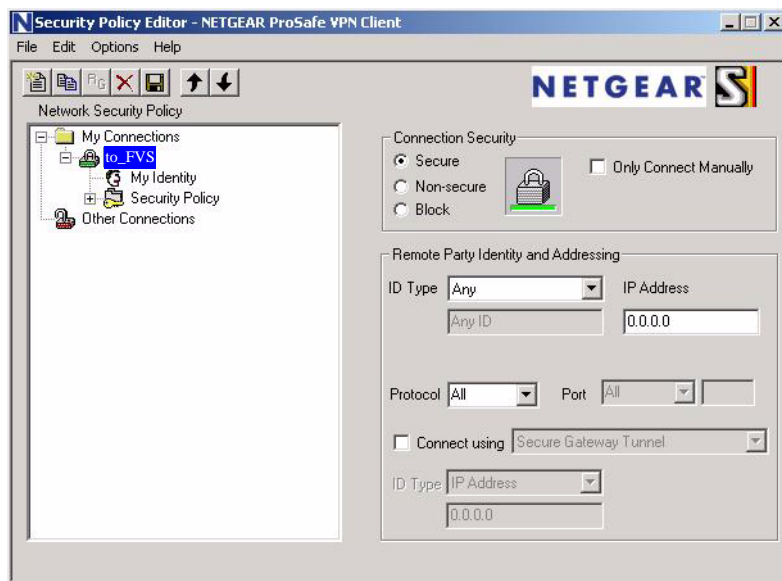 Security Policy Editor - NETGEAR ProSafe VPN Client
File Edit Options Help
RG
NETGEAR S
Network Security Policy
My Connections
to_FVS
My Identity
Security Policy
Other Connections
Connection Security
Secure
Only Connect Manually
Non-secure
Block
Remote Party Identity and Addressing
ID Type Any IP Address
Any ID 0.0.0.0
Protocol All Port All
Connect using Secure Gateway Tunnel
ID Type IP Address
0.0.0.0